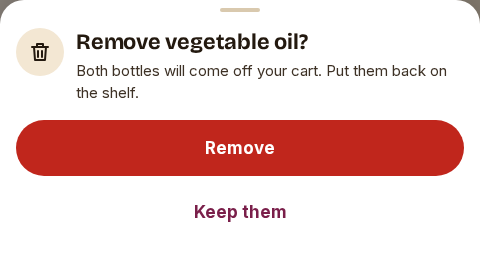 Remove vegetable oil?
Both bottles will come off your cart. Put them back on
the shelf.
Remove
Keep them